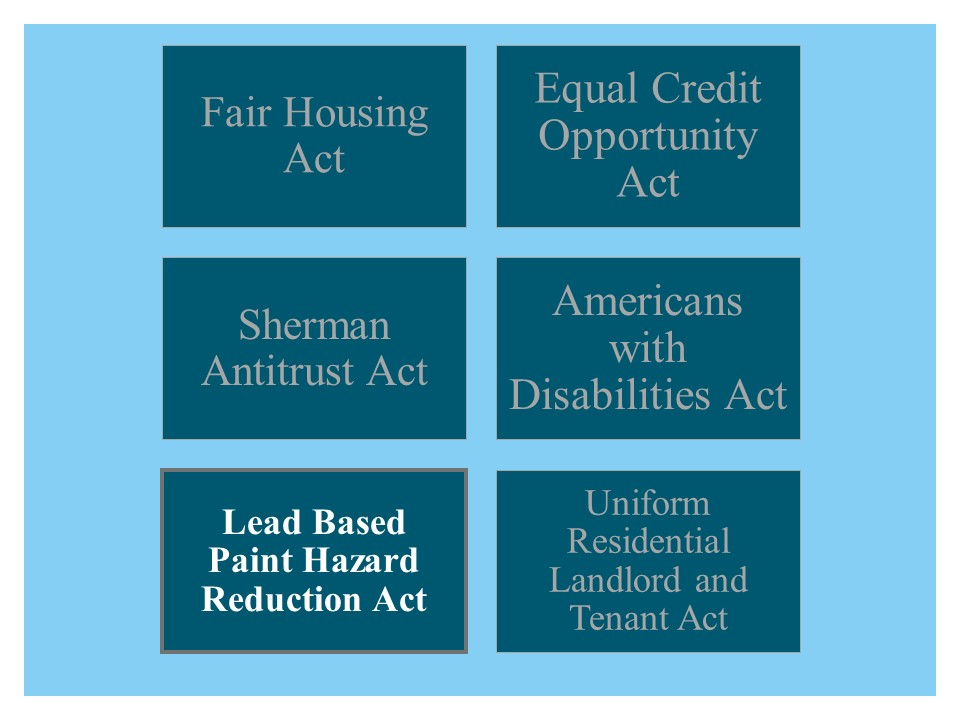 Fair Housing
Act
Equal Credit
Opportunity
Act
Sherman
Antitrust Act
Americans
with
Disabilities Act
Lead Based
Paint Hazard
Reduction Act
Uniform
Residential
Landlord and
Tenant Act